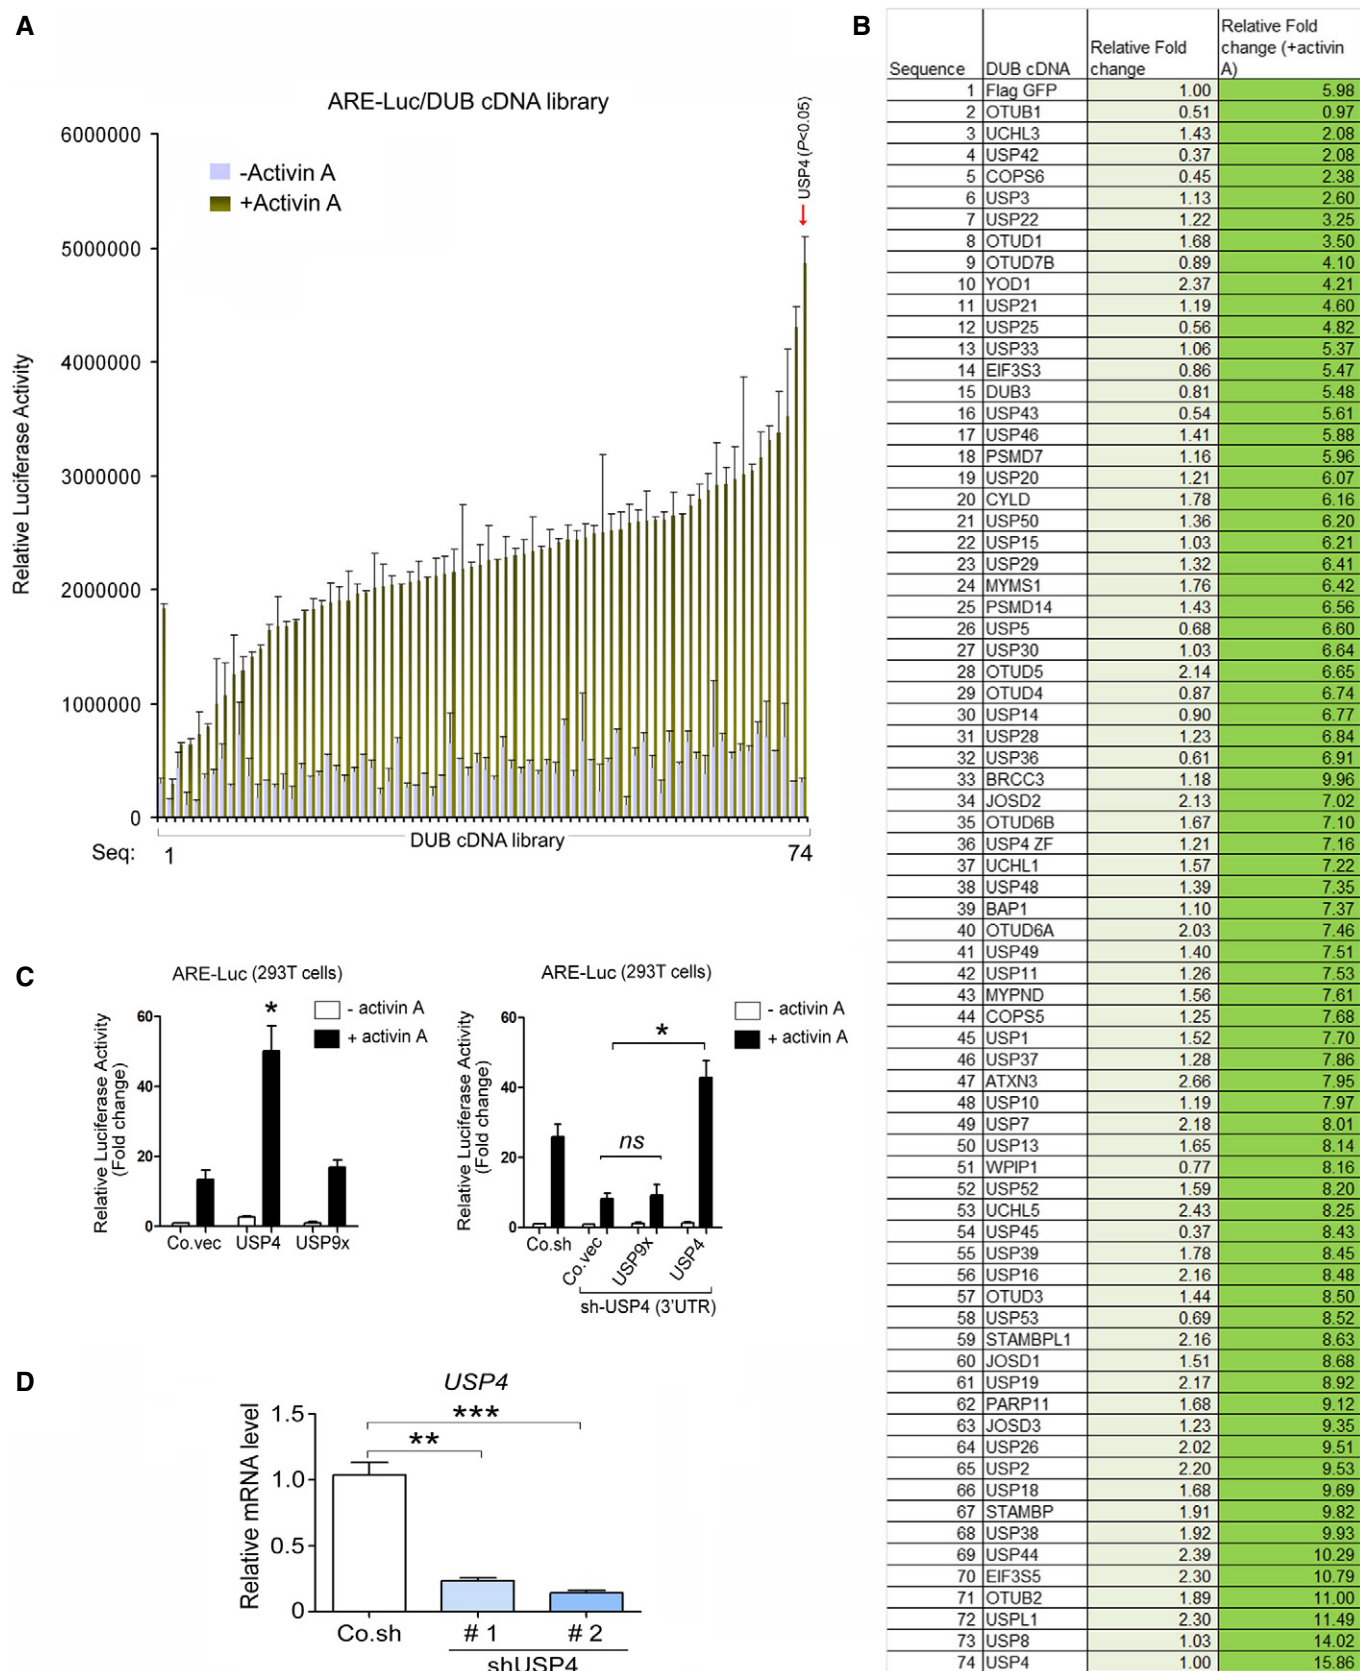 A
ARE-Luc/DUB cDNA library
6000000
5000000
4000000
3000000
2000000
1000000
0
Relative Luciferase Activity
-Activin A
+Activin A
USP4 (P<0.05)
DUB cDNA library
Seq: 1 74
B
Sequence DUB cDNA Relative Fold change Relative Fold change (+activin A)
1 Flag GFP 1.00 5.98
2 OTUB1 0.51 0.97
3 UCHL3 1.43 2.08
4 USP42 0.37 2.08
5 COPS6 0.45 2.38
6 USP3 1.13 2.60
7 USP22 1.22 3.25
8 OTUD1 1.68 3.50
9 OTUD7B 0.89 4.10
10 YOD1 2.37 4.21
11 USP21 1.19 4.60
12 USP25 0.56 4.82
13 USP33 1.06 5.37
14 EIF3S3 0.86 5.47
15 DUB3 0.81 5.48
16 USP43 0.54 5.61
17 USP46 1.41 5.88
18 PSMD7 1.16 5.96
19 USP20 1.21 6.07
20 CYLD 1.78 6.16
21 USP50 1.36 6.20
22 USP15 1.03 6.21
23 USP29 1.32 6.41
24 MYMS1 1.76 6.42
25 PSMD14 1.43 6.56
26 USP5 0.68 6.60
27 USP30 1.03 6.64
28 OTUD5 2.14 6.65
29 OTUD4 0.87 6.74
30 USP14 0.90 6.77
31 USP28 1.23 6.84
32 USP36 0.61 6.91
33 BRCC3 1.18 9.96
34 JOSD2 2.13 7.02
35 OTUD6B 1.67 7.10
36 USP4 ZF 1.21 7.16
37 UCHL1 1.57 7.22
38 USP48 1.39 7.35
39 BAP1 1.10 7.37
40 OTUD6A 2.03 7.46
41 USP49 1.40 7.51
42 USP11 1.26 7.53
43 MYPND 1.56 7.61
44 COPS5 1.25 7.68
45 USP1 1.52 7.70
46 USP37 1.28 7.86
47 ATXN3 2.66 7.95
48 USP10 1.19 7.97
49 USP7 2.18 8.01
50 USP13 1.65 8.14
51 WPIP1 0.77 8.16
52 USP52 1.59 8.20
53 UCHL5 2.43 8.25
54 USP45 0.37 8.43
55 USP39 1.78 8.45
56 USP16 2.16 8.48
57 OTUD3 1.44 8.50
58 USP53 0.69 8.52
59 STAMBPL1 2.16 8.63
60 JOSD1 1.51 8.68
61 USP19 2.17 8.92
62 PARP11 1.68 9.12
63 JOSD3 1.23 9.35
64 USP26 2.02 9.51
65 USP2 2.20 9.53
66 USP18 1.68 9.69
67 STAMBP 1.91 9.82
68 USP38 1.92 9.93
69 USP44 2.39 10.29
70 EIF3S5 2.30 10.79
71 OTUB2 1.89 11.00
72 USPL1 2.30 11.49
73 USP8 1.03 14.02
74 USP4 1.00 15.86
C
ARE-Luc (293T cells)
- activin A
+ activin A
Relative Luciferase Activity
(Fold change)
60
40
20
0
*
Co.vec USP4 USP9x
ARE-Luc (293T cells)
- activin A
+ activin A
Relative Luciferase Activity
(Fold change)
60
40
20
0
*
ns
Co.sh Co.vec USP9x USP4
sh-USP4 (3'UTR)
D
USP4
Relative mRNA level
1.5
1.0
0.5
0
***
**
Co.sh # 1 # 2
shUSP4